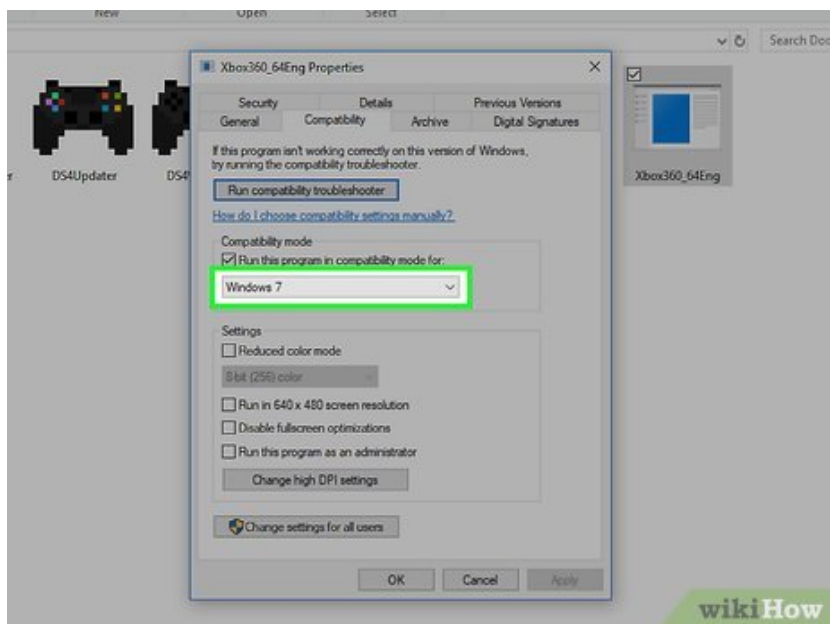 New Open Select
Search Doc
Xbox360_64Eng Properties
Security Details Previous Versions
General Compatibility Archive Digital Signatures
If this program isn't working correctly on this version of Windows,
try running the compatibility troubleshooter.
Run compatibility troubleshooter
How do I choose compatibility settings manually?
Compatibility mode
Run this program in compatibility mode for:
Windows 7
Settings
Reduced color mode
8-bit (256) color
Run in 640 x 480 screen resolution
Disable fullscreen optimizations
Run this program as an administrator
Change high DPI settings
Change settings for all users
OK Cancel Apply
r DS4Updater DS4
Xbox360_64Eng
wikiHow